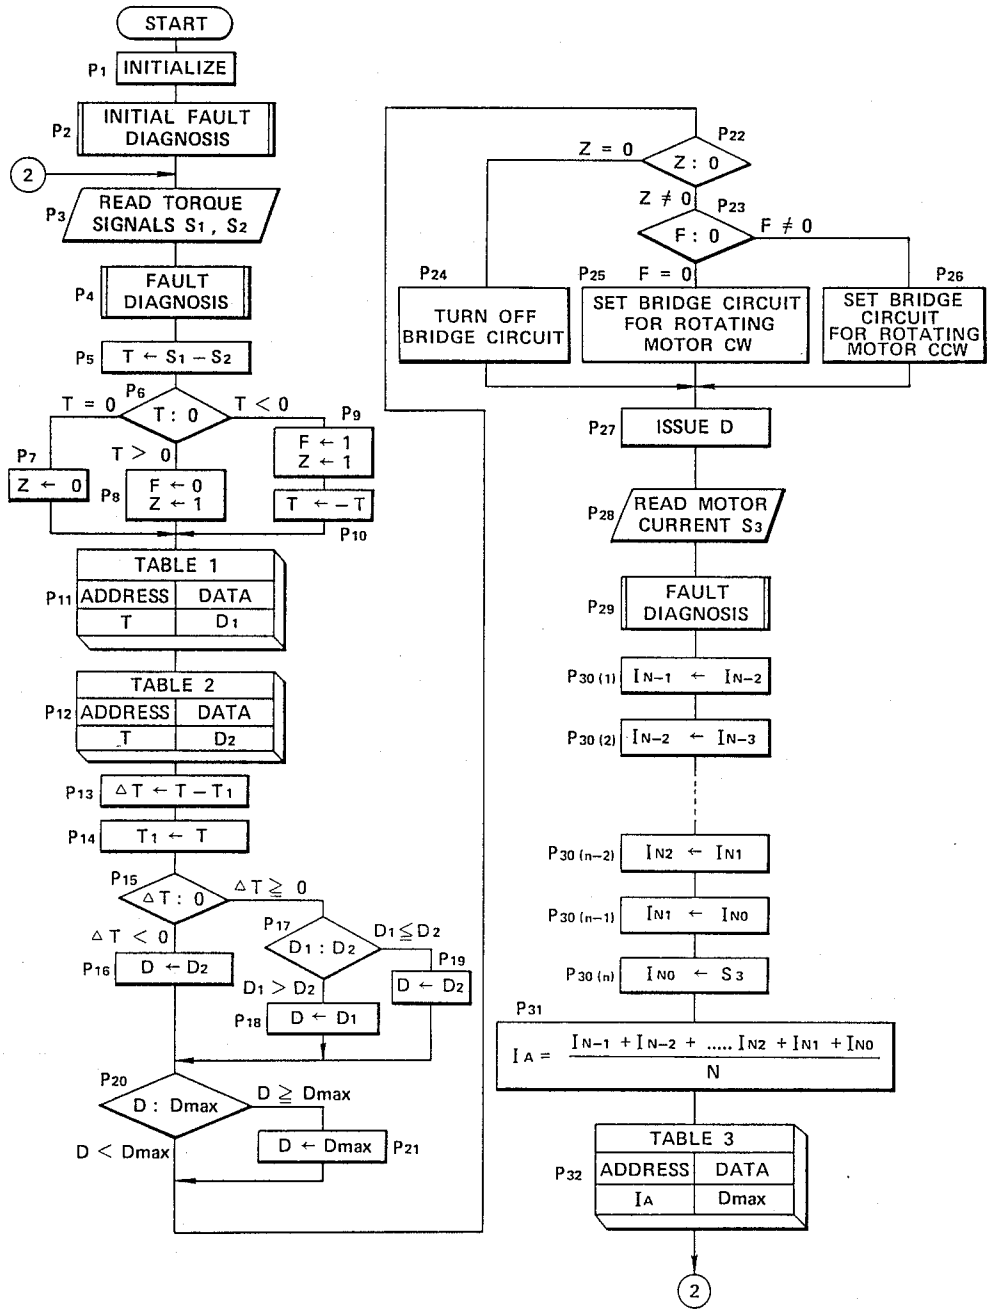 START
P1
INITIALIZE
P2
INITIAL FAULT
DIAGNOSIS
2
P3
READ TORQUE
SIGNALS S1 , S2
P4
FAULT
DIAGNOSIS
P5
T ← S1 – S2
P6
T : 0
T = 0
T < 0
T > 0
P7
Z ← 0
P8
F ← 0
Z ← 1
P9
F ← 1
Z ← 1
T ← – T
P10
P11
TABLE 1
ADDRESS DATA
T D1
P12
TABLE 2
ADDRESS DATA
T D2
P13
△T ← T – T1
P14
T1 ← T
P15
△T : 0
△T ≧ 0
△T < 0
P16
D ← D2
P17
D1 : D2
D1 ≦ D2
D1 > D2
P18
D ← D1
P19
D ← D2
P20
D : Dmax
D ≧ Dmax
D < Dmax
D ← Dmax
P21
P22
Z : 0
Z = 0
Z ≠ 0
P23
F : 0
F ≠ 0
F = 0
P24
TURN OFF
BRIDGE CIRCUIT
P25
SET BRIDGE CIRCUIT
FOR ROTATING
MOTOR CW
P26
SET BRIDGE
CIRCUIT
FOR ROTATING
MOTOR CCW
P27
ISSUE D
P28
READ MOTOR
CURRENT S3
P29
FAULT
DIAGNOSIS
P30 (1)
IN–1 ← IN–2
P30 (2)
IN–2 ← IN–3
P30 (n–2)
IN2 ← IN1
P30 (n–1)
IN1 ← IN0
P30 (n)
IN0 ← S3
P31
IA = IN–1 + IN–2 + ..... IN2 + IN1 + IN0
N
P32
TABLE 3
ADDRESS DATA
IA Dmax
2